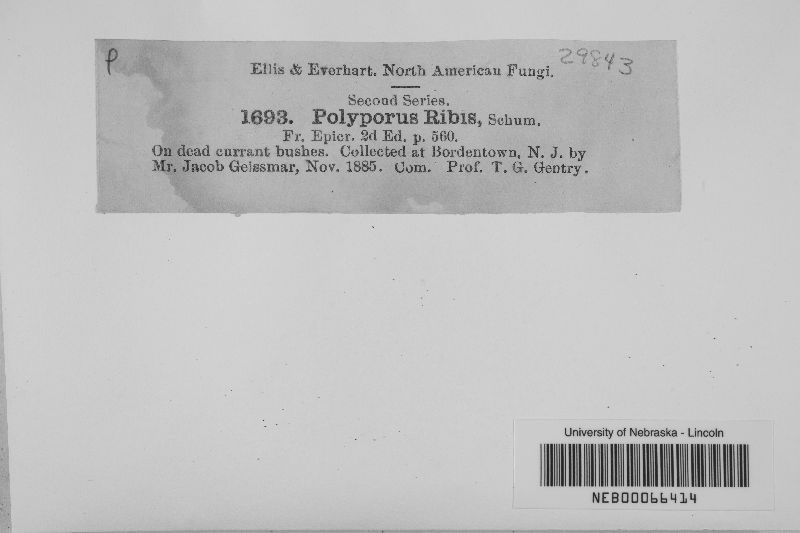 P
29843
Ellis & Everhart. North American Fungi.
Second Series.
1693. Polyporus Ribis, Schum.
Fr. Epicr. 2d Ed. p. 560.
On dead currant bushes. Collected at Bordentown, N. J. by
Mr. Jacob Geissmar, Nov. 1885. Com. Prof. T. G. Gentry.
University of Nebraska - Lincoln
NEB00066414